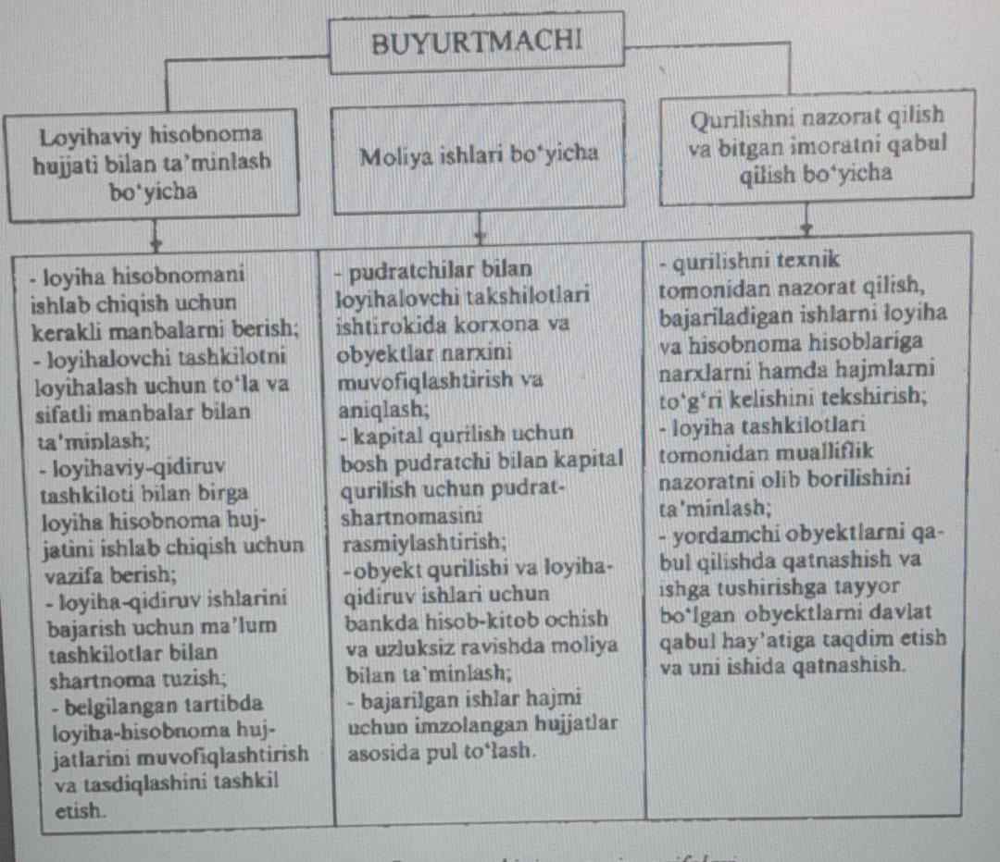 BUYURTMACHI
Loyihaviy hisobnoma
hujjati bilan ta’minlash
bo‘yicha
Moliya ishlari bo‘yicha
Qurilishni nazorat qilish
va bitgan imoratni qabul
qilish bo‘yicha
- loyiha hisobnomani
ishlab chiqish uchun
kerakli manbalarni berish;
- loyihalovchi tashkilotni
loyihalash uchun to‘la va
sifatli manbalar bilan
ta’minlash;
- loyihaviy-qidiruv
tashkiloti bilan birga
loyiha hisobnoma huj-
jatini ishlab chiqish uchun
vazifa berish;
- loyiha-qidiruv ishlarini
bajarish uchun ma’lum
tashkilotlar bilan
shartnoma tuzish;
- belgilangan tartibda
loyiha-hisobnoma huj-
jatlarini muvofiqlashtirish
va tasdiqlashini tashkil
etish.
- pudratchilar bilan
loyihalovchi takshilotlari
ishtirokida korxona va
obyektlar narxini
muvofiqlashtirish va
aniqlash;
- kapital qurilish uchun
bosh pudratchi bilan kapital
qurilish uchun pudrat-
shartnomasini
rasmiylashtirish;
-obyekt qurilishi va loyiha-
qidiruv ishlari uchun
bankda hisob-kitob ochish
va uzluksiz ravishda moliya
bilan ta’minlash;
- bajarilgan ishlar hajmi
uchun imzolangan hujjatlar
asosida pul to‘lash.
- qurilishni texnik
tomonidan nazorat qilish,
bajariladigan ishlarni loyiha
va hisobnoma hisoblariga
narxlarni hamda hajmlarni
to‘g‘ri kelishini tekshirish;
- loyiha tashkilotlari
tomonidan mualliflik
nazoratni olib borilishini
ta’minlash;
- yordamchi obyektlarni qa-
bul qilishda qatnashish va
ishga tushirishga tayyor
bo‘lgan obyektlarni davlat
qabul hay’atiga taqdim etish
va uni ishida qatnashish.